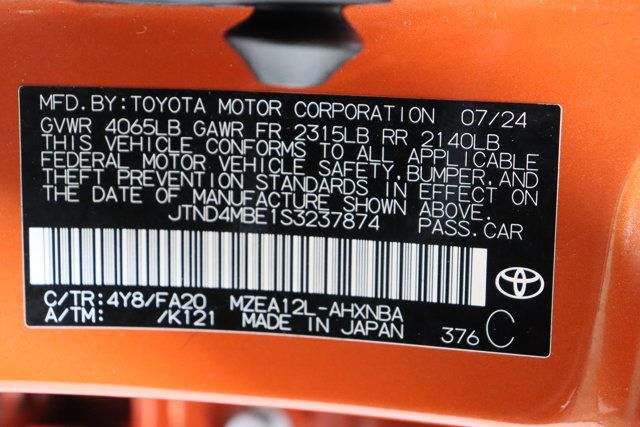 MFD.BY:TOYOTA MOTOR CORPORATION 07/24
GVWR 4065LB GAWR FR 2315LB RR 2140LB
THIS VEHICLE CONFORMS TO ALL APPLICABLE
FEDERAL MOTOR VEHICLE SAFETY,BUMPER,AND
THEFT PREVENTION STANDARDS IN EFFECT ON
THE DATE OF MANUFACTURE SHOWN ABOVE.
JTND4MBE1S3237874 PASS.CAR
C/TR:4Y8/FA20 MZEA12L-AHXNBA
A/TM: /K121 MADE IN JAPAN 376 C